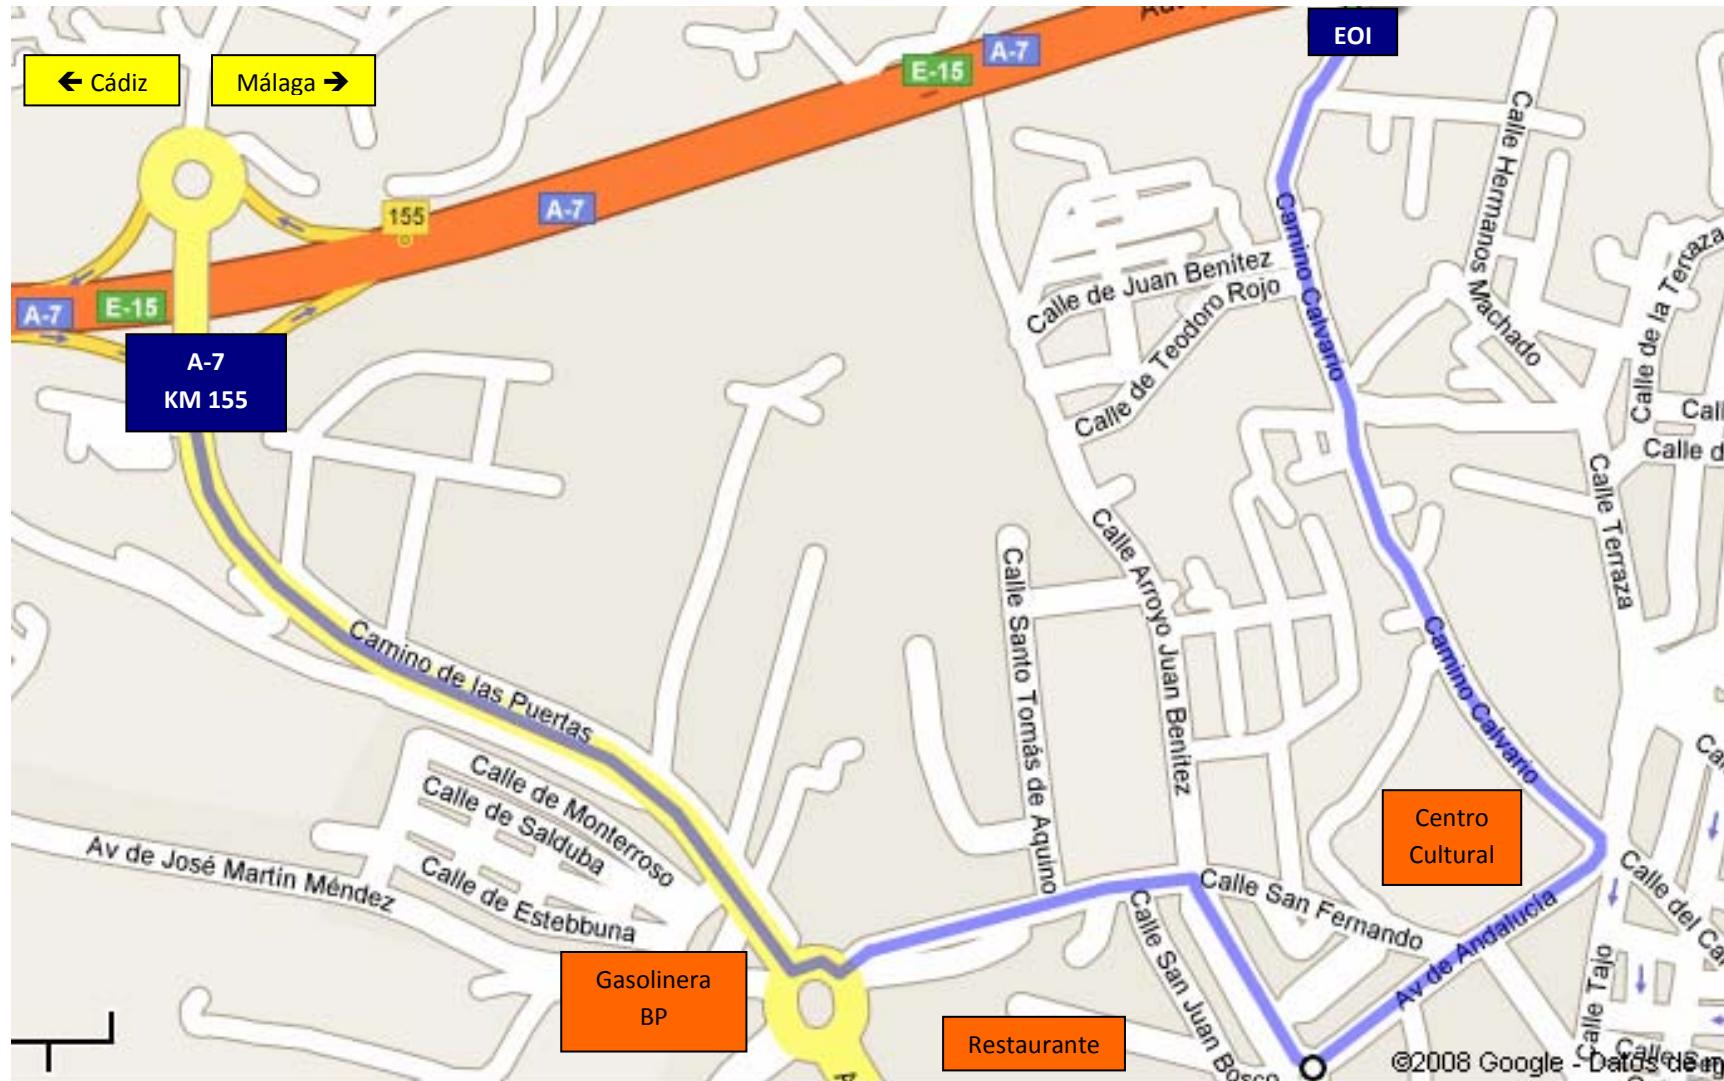 EOI
← Cádiz
Málaga →
A-7
E-15
155
A-7
A-7
E-15
A-7
KM 155
Calle Hermanos Machado
Camino Calvario
Calle de Juan Benitez
Calle de Teodoro Rojo
Calle de la Terraza
Calle Terraza
Calle Arroyo Juan Benitez
Calle Santo Tomás de Aquino
Camino de las Puertas
Camino Calvario
Calle de Monterroso
Calle de Salduba
Calle de Estebbuna
Av de José Martín Méndez
Centro
Cultural
Calle San Fernando
Av de Andalucía
Calle San Juan Bosco
Calle Tajo
Gasolinera
BP
Restaurante
©2008 Google - Datos de